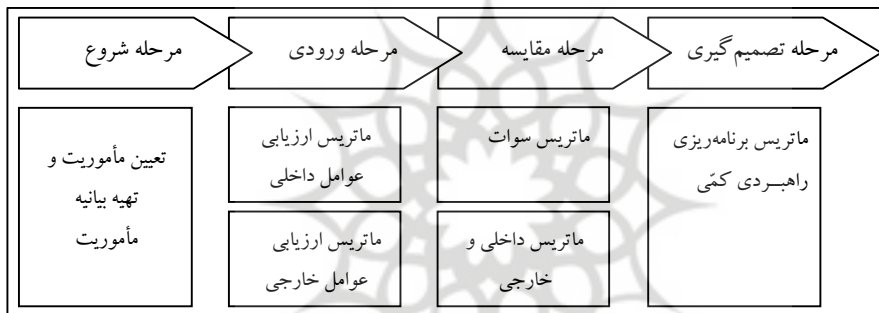 مرحله شروع
مرحله ورودی
مرحله مقایسه
مرحله تصمیم‌گیری
تعیین مأموریت و
تهیه بیانیه
مأموریت
ماتریس ارزیابی
عوامل داخلی
ماتریس ارزیابی
عوامل خارجی
ماتریس سوات
ماتریس داخلی و
خارجی
ماتریس برنامه‌ریزی
راهبـــردی کمّی